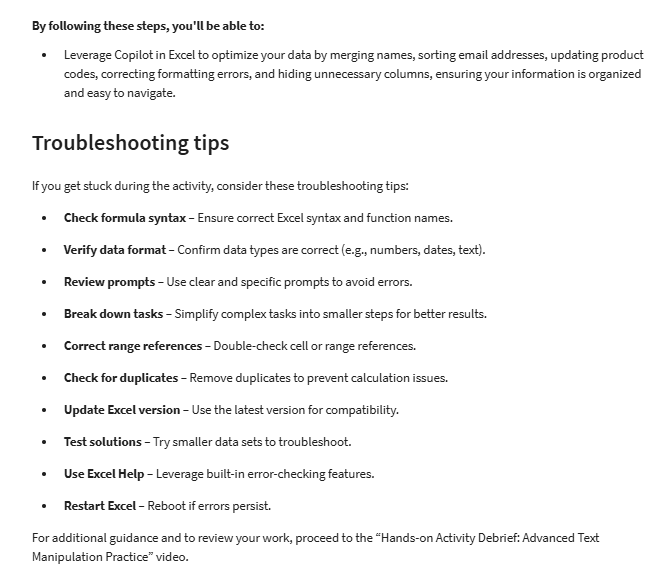 By following these steps, you'll be able to:
• Leverage Copilot in Excel to optimize your data by merging names, sorting email addresses, updating product
codes, correcting formatting errors, and hiding unnecessary columns, ensuring your information is organized
and easy to navigate.
Troubleshooting tips
If you get stuck during the activity, consider these troubleshooting tips:
• Check formula syntax – Ensure correct Excel syntax and function names.
• Verify data format – Confirm data types are correct (e.g., numbers, dates, text).
• Review prompts – Use clear and specific prompts to avoid errors.
• Break down tasks – Simplify complex tasks into smaller steps for better results.
• Correct range references – Double-check cell or range references.
• Check for duplicates – Remove duplicates to prevent calculation issues.
• Update Excel version – Use the latest version for compatibility.
• Test solutions – Try smaller data sets to troubleshoot.
• Use Excel Help – Leverage built-in error-checking features.
• Restart Excel – Reboot if errors persist.
For additional guidance and to review your work, proceed to the “Hands-on Activity Debrief: Advanced Text
Manipulation Practice” video.